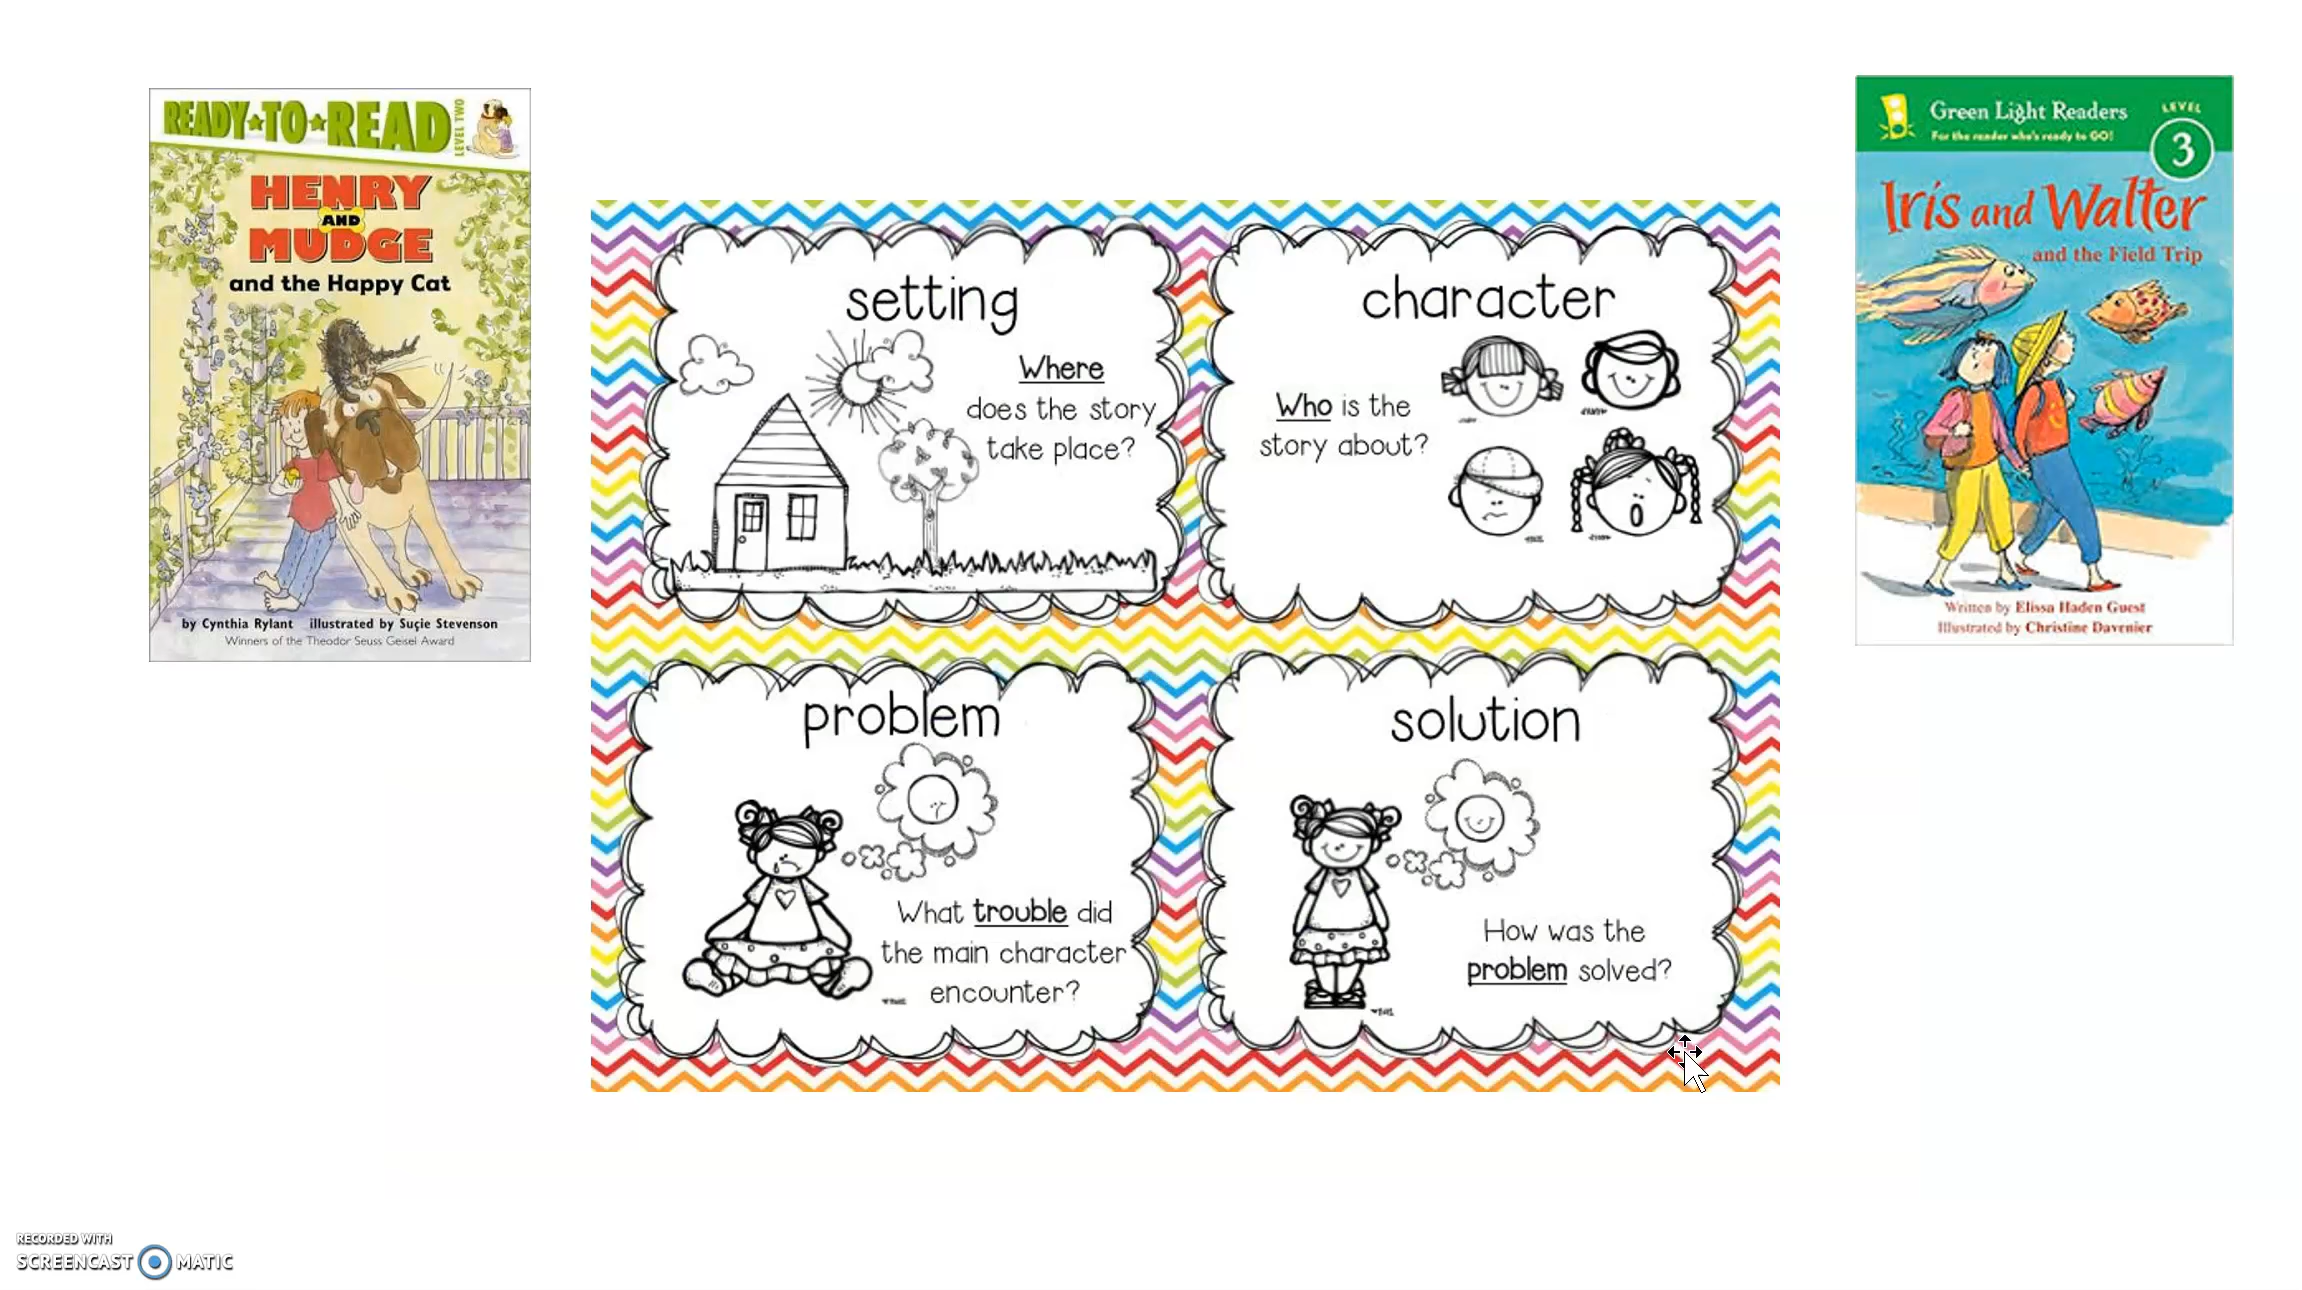 READY★TO★READ
LEVEL TWO
HENRY
AND
MUDGE
and the Happy Cat
by Cynthia Rylant illustrated by Suçie Stevenson
Winners of the Theodor Seuss Geisel Award
setting
Where
does the story
take place?
character
Who is the
story about?
problem
What trouble did
the main character
encounter?
solution
How was the
problem solved?
Green Light Readers
For the reader who's ready to GO!
LEVEL
3
Iris and Walter
and the Field Trip
Written by Elissa Haden Guest
Illustrated by Christine Davenier
RECORDED WITH
SCREENCAST MATIC